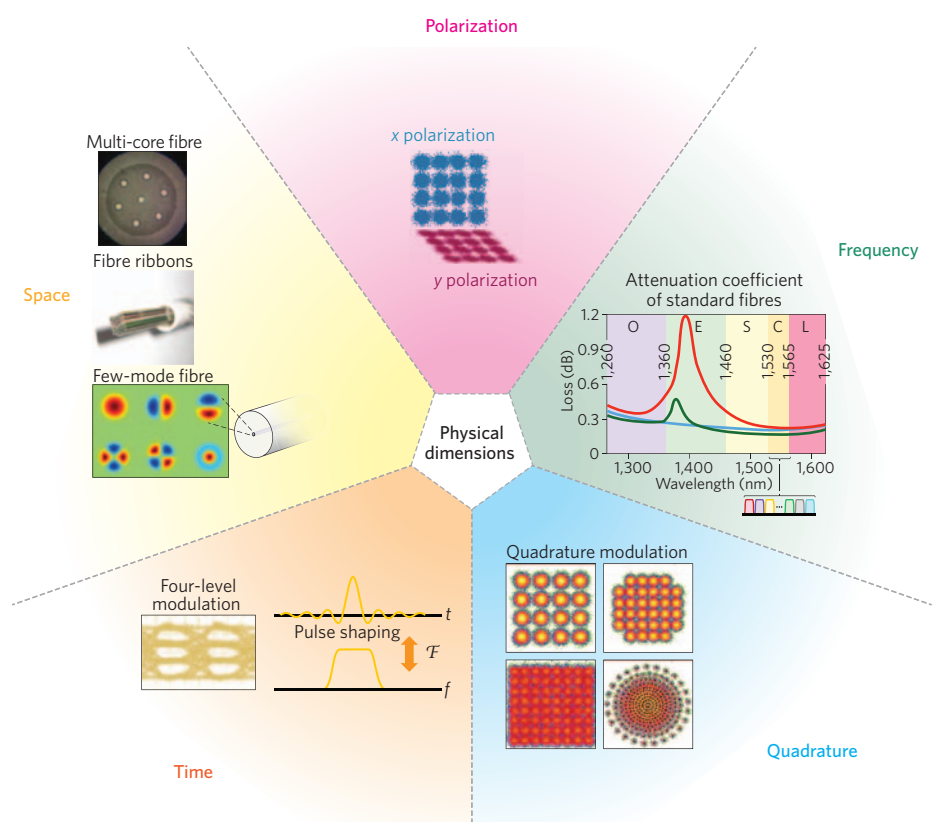 Polarization
x polarization
y polarization
Multi-core fibre
Fibre ribbons
Space
Few-mode fibre
Frequency
Attenuation coefficient
of standard fibres
Loss (dB)
1.2
0.9
0.6
0.3
0
O E S C L
1,260
1,360
1,460
1,530
1,565
1,625
1,300 1,400 1,500 1,600
Wavelength (nm)
...
Physical
dimensions
Four-level
modulation
t
Pulse shaping
ℱ
f
Time
Quadrature modulation
Quadrature